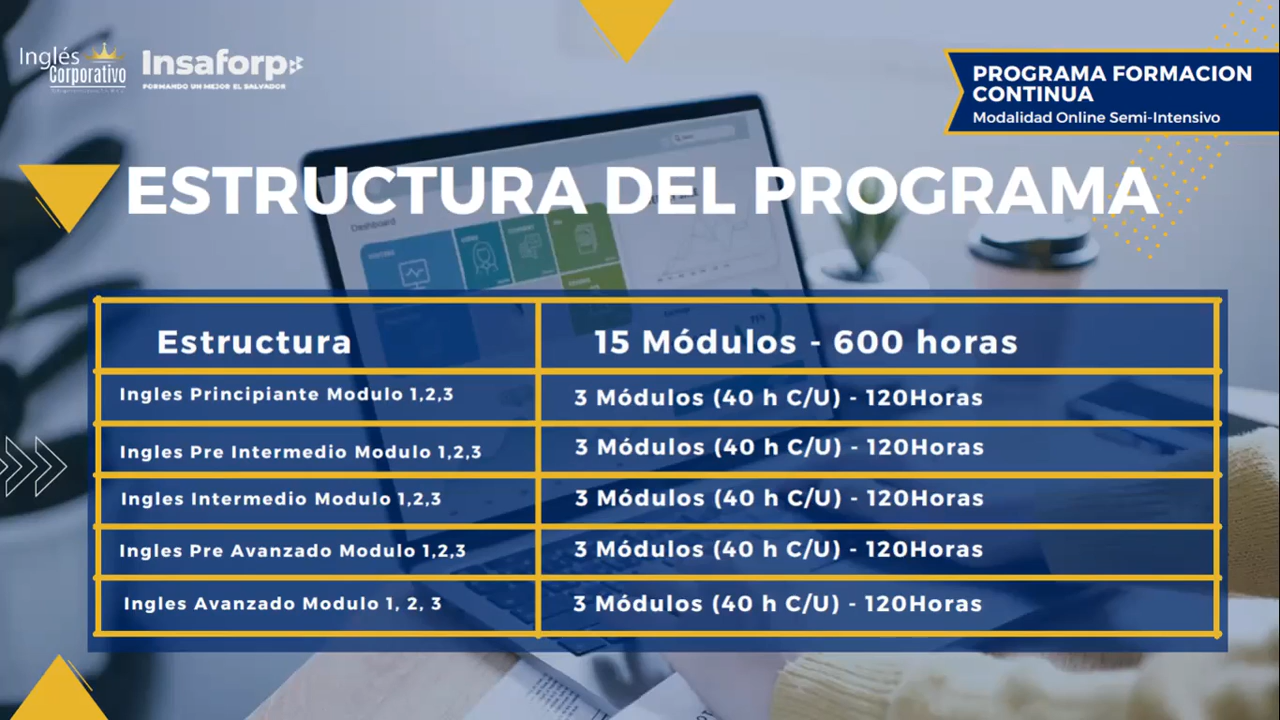 Inglés
Corporativo
Insaforp
FORMANDO UN MEJOR EL SALVADOR
PROGRAMA FORMACION
CONTINUA
Modalidad Online Semi-Intensivo
ESTRUCTURA DEL PROGRAMA
Dashboard
Estructura
15 Módulos - 600 horas
Ingles Principiante Modulo 1,2,3
3 Módulos (40 h C/U) - 120Horas
Ingles Pre Intermedio Modulo 1,2,3
3 Módulos (40 h C/U) - 120Horas
Ingles Intermedio Modulo 1,2,3
3 Módulos (40 h C/U) - 120Horas
Ingles Pre Avanzado Modulo 1,2,3
3 Módulos (40 h C/U) - 120Horas
Ingles Avanzado Modulo 1, 2, 3
3 Módulos (40 h C/U) - 120Horas